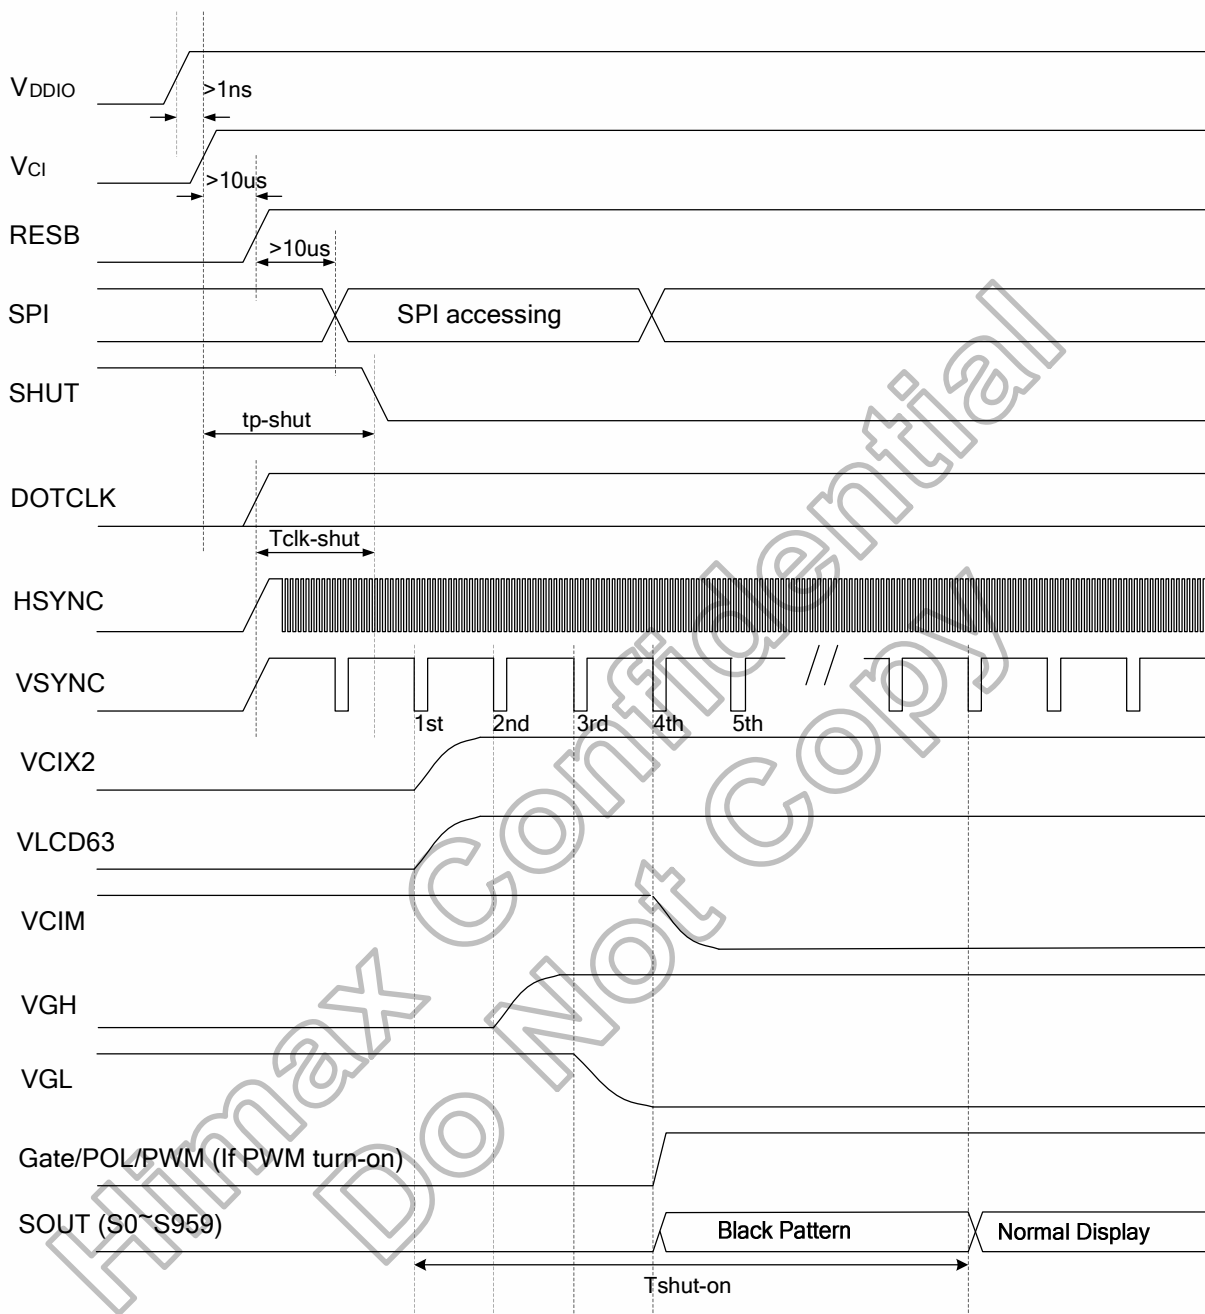 VDDIO
>1ns
VCI
>10us
RESB
>10us
SPI
SPI accessing
SHUT
tp-shut
DOTCLK
Tclk-shut
HSYNC
VSYNC
1st
2nd
3rd
4th
5th
VCIX2
VLCD63
VCIM
VGH
VGL
Gate/POL/PWM (If PWM turn-on)
SOUT (S0~S959)
Black Pattern
Normal Display
Tshut-on
Himax Confidential
Do Not Copy